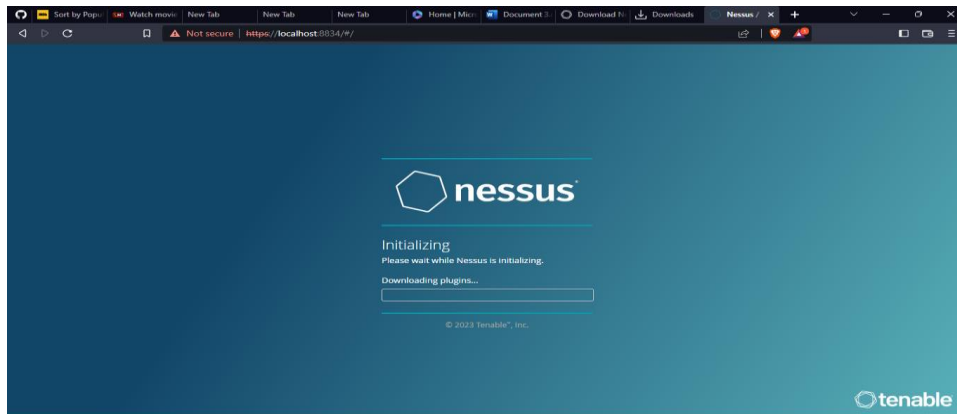 Sort by Popu Watch movie New Tab New Tab New Tab Home | Micr Document 3 Download N Downloads Nessus /
Not secure | https://localhost:8834/#/
nessus
Initializing
Please wait while Nessus is initializing.
Downloading plugins...
© 2023 Tenable™, Inc.
tenable